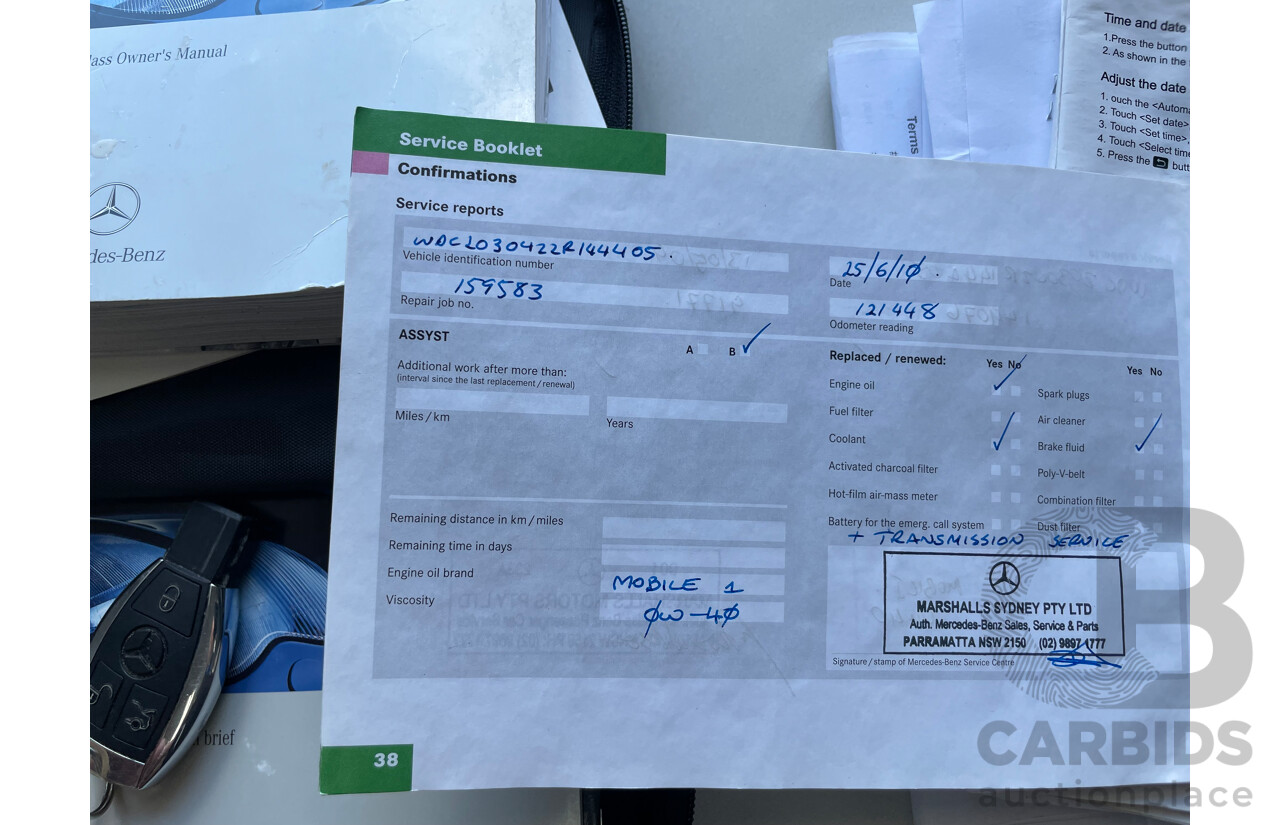 ass Owner's Manual
des-Benz
brief
Terms
Time and date
1.Press the button
2. As shown in the
Adjust the date
1. ouch the <Autom
2. Touch <Set date>
3. Touch <Set time>,
4. Touch <Select time
5. Press the butt
Service Booklet
Confirmations
Service reports
WDC2030422R144405.
Vehicle identification number
159583
Repair job no.
25/6/10.
Date
121448
Odometer reading
ASSYST
A B
Additional work after more than:
(interval since the last replacement / renewal)
Miles / km
Years
Remaining distance in km / miles
Remaining time in days
Engine oil brand
MOBILE 1
Viscosity
0W-40
Replaced / renewed:
Yes No
Yes No
Engine oil
Fuel filter
Coolant
Activated charcoal filter
Hot-film air-mass meter
Battery for the emerg. call system
Spark plugs
Air cleaner
Brake fluid
Poly-V-belt
Combination filter
Dust filter
+ TRANSMISSION SERVICE
MARSHALLS SYDNEY PTY LTD
Auth. Mercedes-Benz Sales, Service & Parts
PARRAMATTA NSW 2150 (02) 9897 1777
Signature / stamp of Mercedes-Benz Service Centre
38
CARBIDS
auctionplace